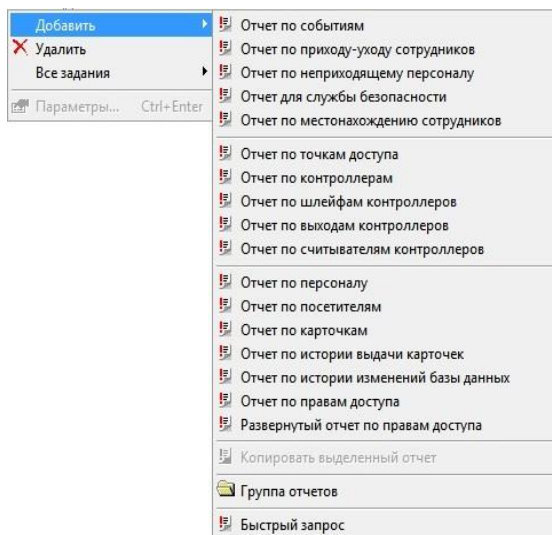 Добавить
Удалить
Все задания
Параметры... Ctrl+Enter
Отчет по событиям
Отчет по приходу-уходу сотрудников
Отчет по неприходящему персоналу
Отчет для службы безопасности
Отчет по местонахождению сотрудников
Отчет по точкам доступа
Отчет по контроллерам
Отчет по шлейфам контроллеров
Отчет по выходам контроллеров
Отчет по считывателям контроллеров
Отчет по персоналу
Отчет по посетителям
Отчет по карточкам
Отчет по истории выдачи карточек
Отчет по истории изменений базы данных
Отчет по правам доступа
Развернутый отчет по правам доступа
Копировать выделенный отчет
Группа отчетов
Быстрый запрос